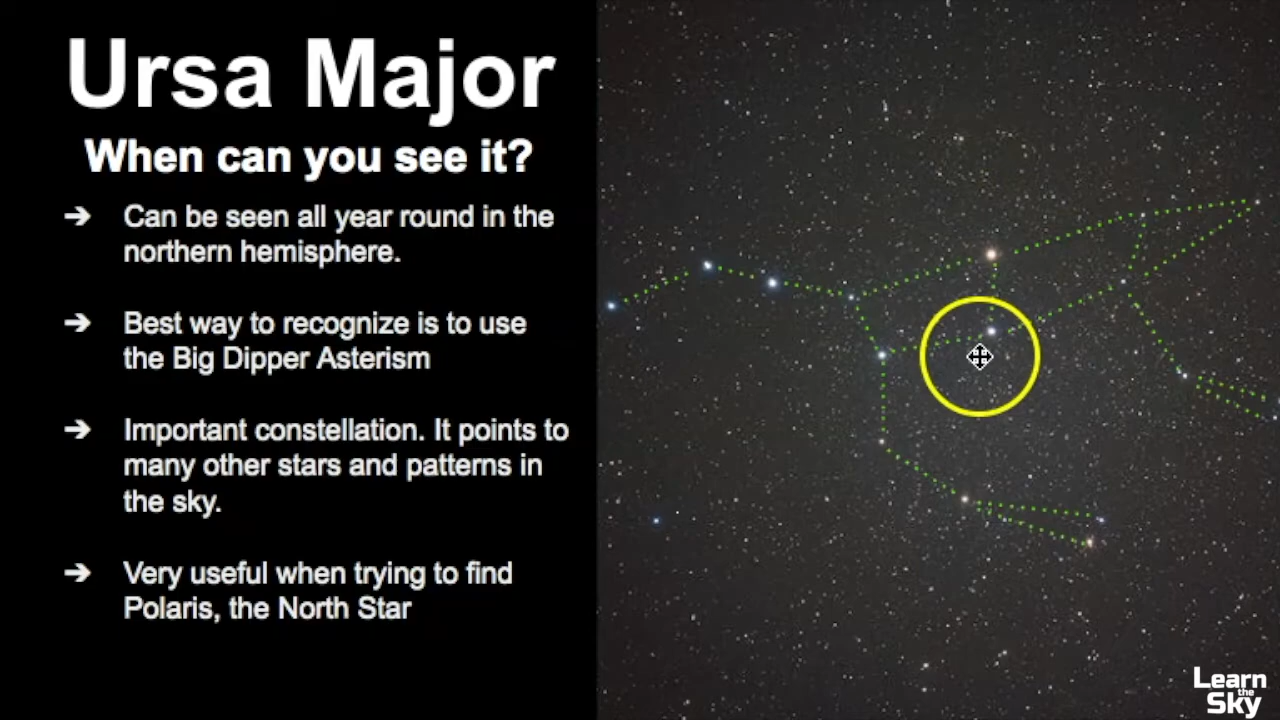 Ursa Major
When can you see it?
➔ Can be seen all year round in the
northern hemisphere.
➔ Best way to recognize is to use
the Big Dipper Asterism
➔ Important constellation. It points to
many other stars and patterns in
the sky.
➔ Very useful when trying to find
Polaris, the North Star
Learn
the
Sky